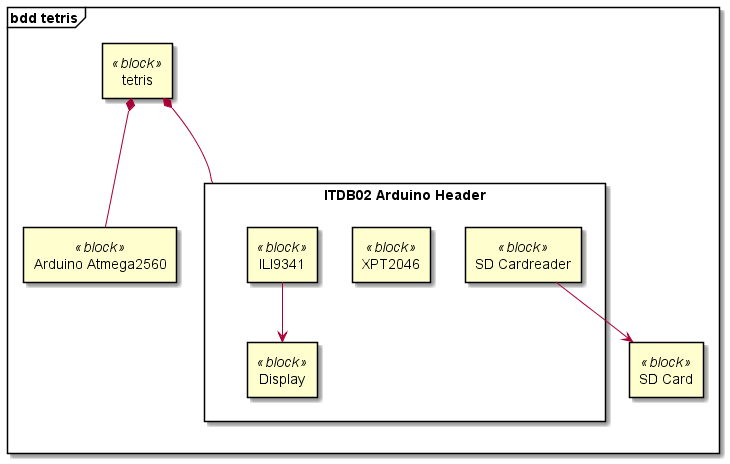 bdd tetris
«block»
tetris
ITDB02 Arduino Header
«block»
Arduino Atmega2560
«block»
ILI9341
«block»
XPT2046
«block»
SD Cardreader
«block»
Display
«block»
SD Card